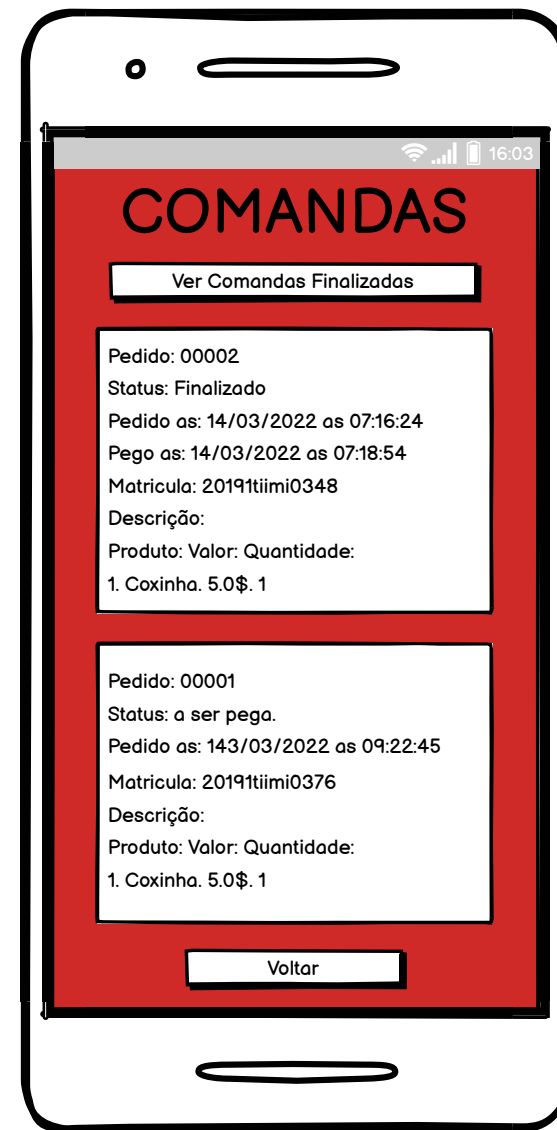 16:03
COMANDAS
Ver Comandas Finalizadas
Pedido: 00002
Status: Finalizado
Pedido as: 14/03/2022 as 07:16:24
Pego as: 14/03/2022 as 07:18:54
Matricula: 20191tiimi0348
Descrição:
Produto: Valor: Quantidade:
1. Coxinha. 5.0$. 1
Pedido: 00001
Status: a ser pega.
Pedido as: 143/03/2022 as 09:22:45
Matricula: 20191tiimi0376
Descrição:
Produto: Valor: Quantidade:
1. Coxinha. 5.0$. 1
Voltar